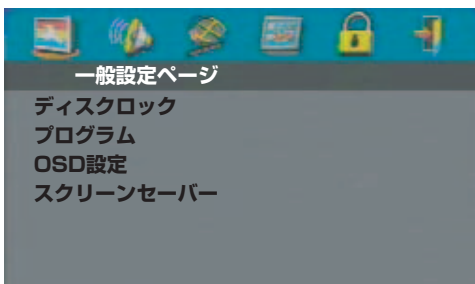 一般設定ページ
ディスクロック
プログラム
OSD設定
スクリーンセーバー